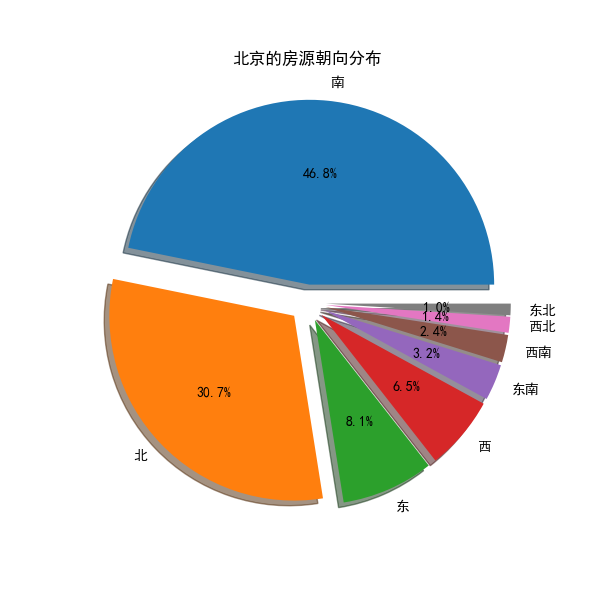 北京的房源朝向分布
南
46.8%
1.0%
东北
1.4%
西北
2.4%
西南
3.2%
东南
6.5%
西
8.1%
东
30.7%
北